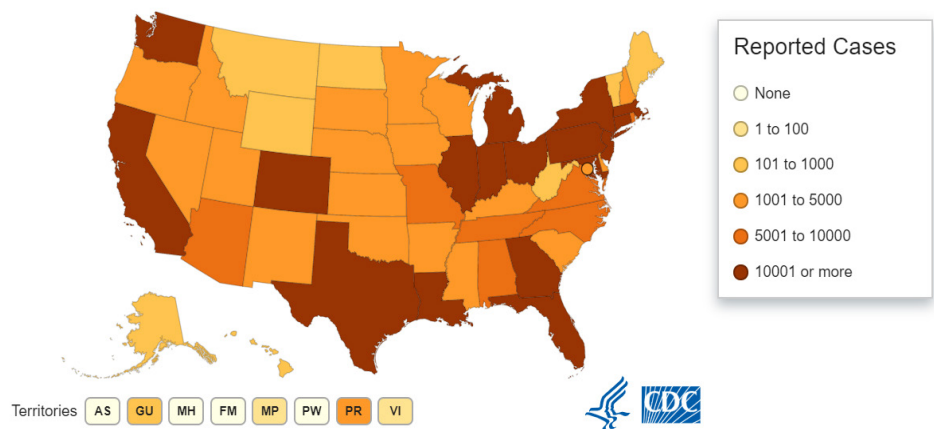 Reported Cases
None
1 to 100
101 to 1000
1001 to 5000
5001 to 10000
10001 or more
Territories AS GU MH FM MP PW PR VI
CDC